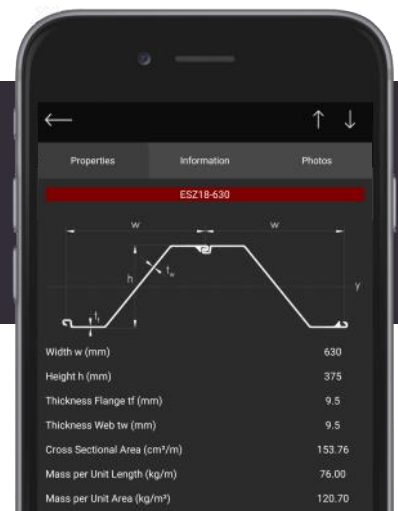 Properties Information Photos
ESZ18-630
w w
h tw y
tf
Width w (mm) 630
Height h (mm) 375
Thickness Flange tf (mm) 9.5
Thickness Web tw (mm) 9.5
Cross Sectional Area (cm²/m) 153.76
Mass per Unit Length (kg/m) 76.00
Mass per Unit Area (kg/m²) 120.70